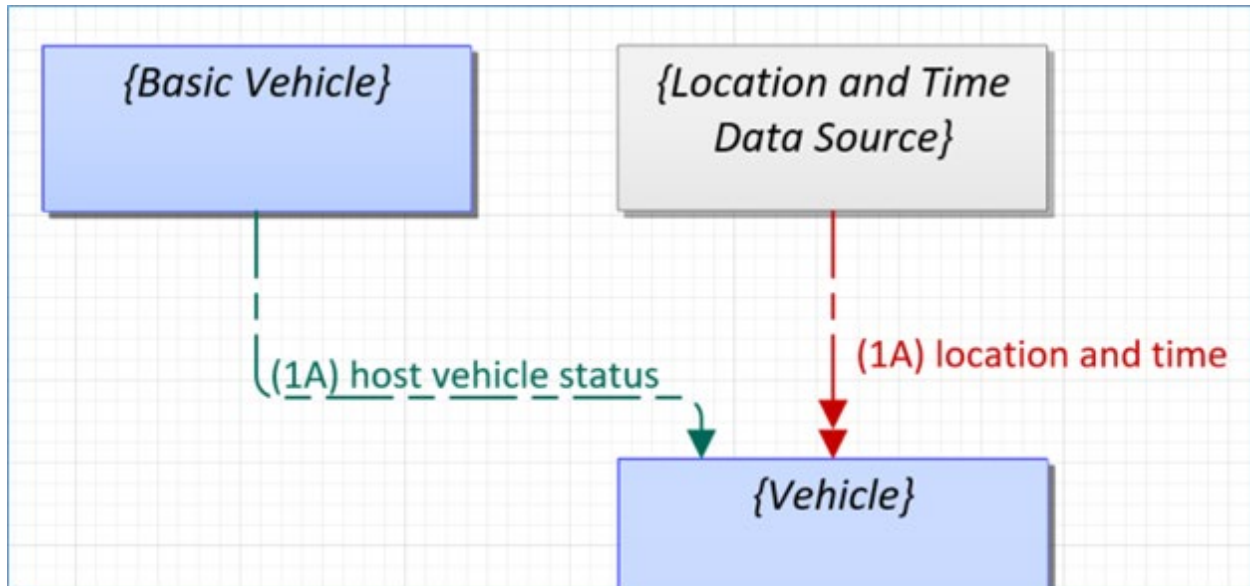 {Basic Vehicle}
{Location and Time
Data Source}
(1A) location and time
(1A) host vehicle status
{Vehicle}